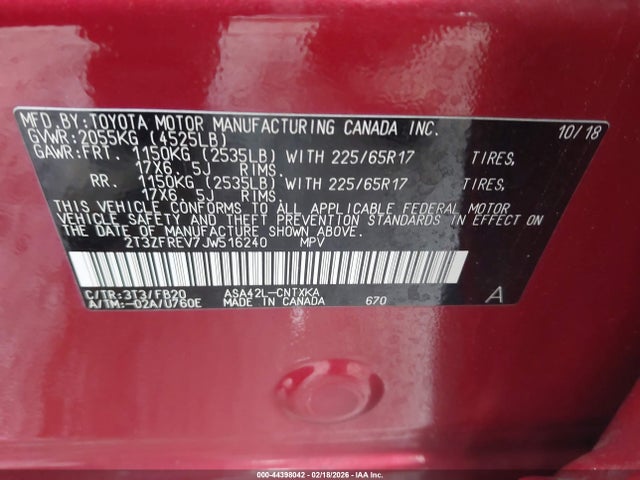 MFD.BY:TOYOTA MOTOR MANUFACTURING CANADA INC. 10/18
GVWR:2055KG (4525LB)
GAWR:FRT. 1150KG (2535LB) WITH 225/65R17 TIRES,
17X6. 5J RIMS.
RR. 1150KG (2535LB) WITH 225/65R17 TIRES,
17X6. 5J RIMS.
THIS VEHICLE CONFORMS TO ALL APPLICABLE FEDERAL MOTOR
VEHICLE SAFETY AND THEFT PREVENTION STANDARDS IN EFFECT ON
THE DATE OF MANUFACTURE SHOWN ABOVE.
2T3ZFREV7JW516240 MPV
C/TR:3T3/FB20 ASA42L-CNTXKA A
A/TM:-02A/U760E MADE IN CANADA 670
000-44398042 - 02/18/2026 - IAA, Inc.